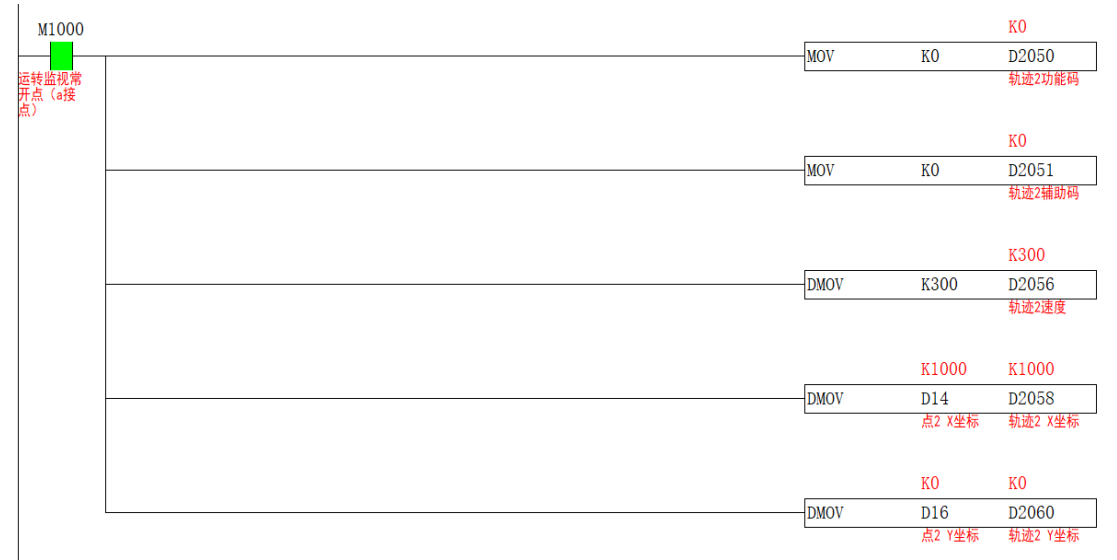 M1000
运转监视常
开点（a接
点）
K0
MOV K0 D2050
轨迹2功能码
K0
MOV K0 D2051
轨迹2辅助码
K300
DMOV K300 D2056
轨迹2速度
K1000 K1000
DMOV D14 D2058
点2 X坐标 轨迹2 X坐标
K0 K0
DMOV D16 D2060
点2 Y坐标 轨迹2 Y坐标